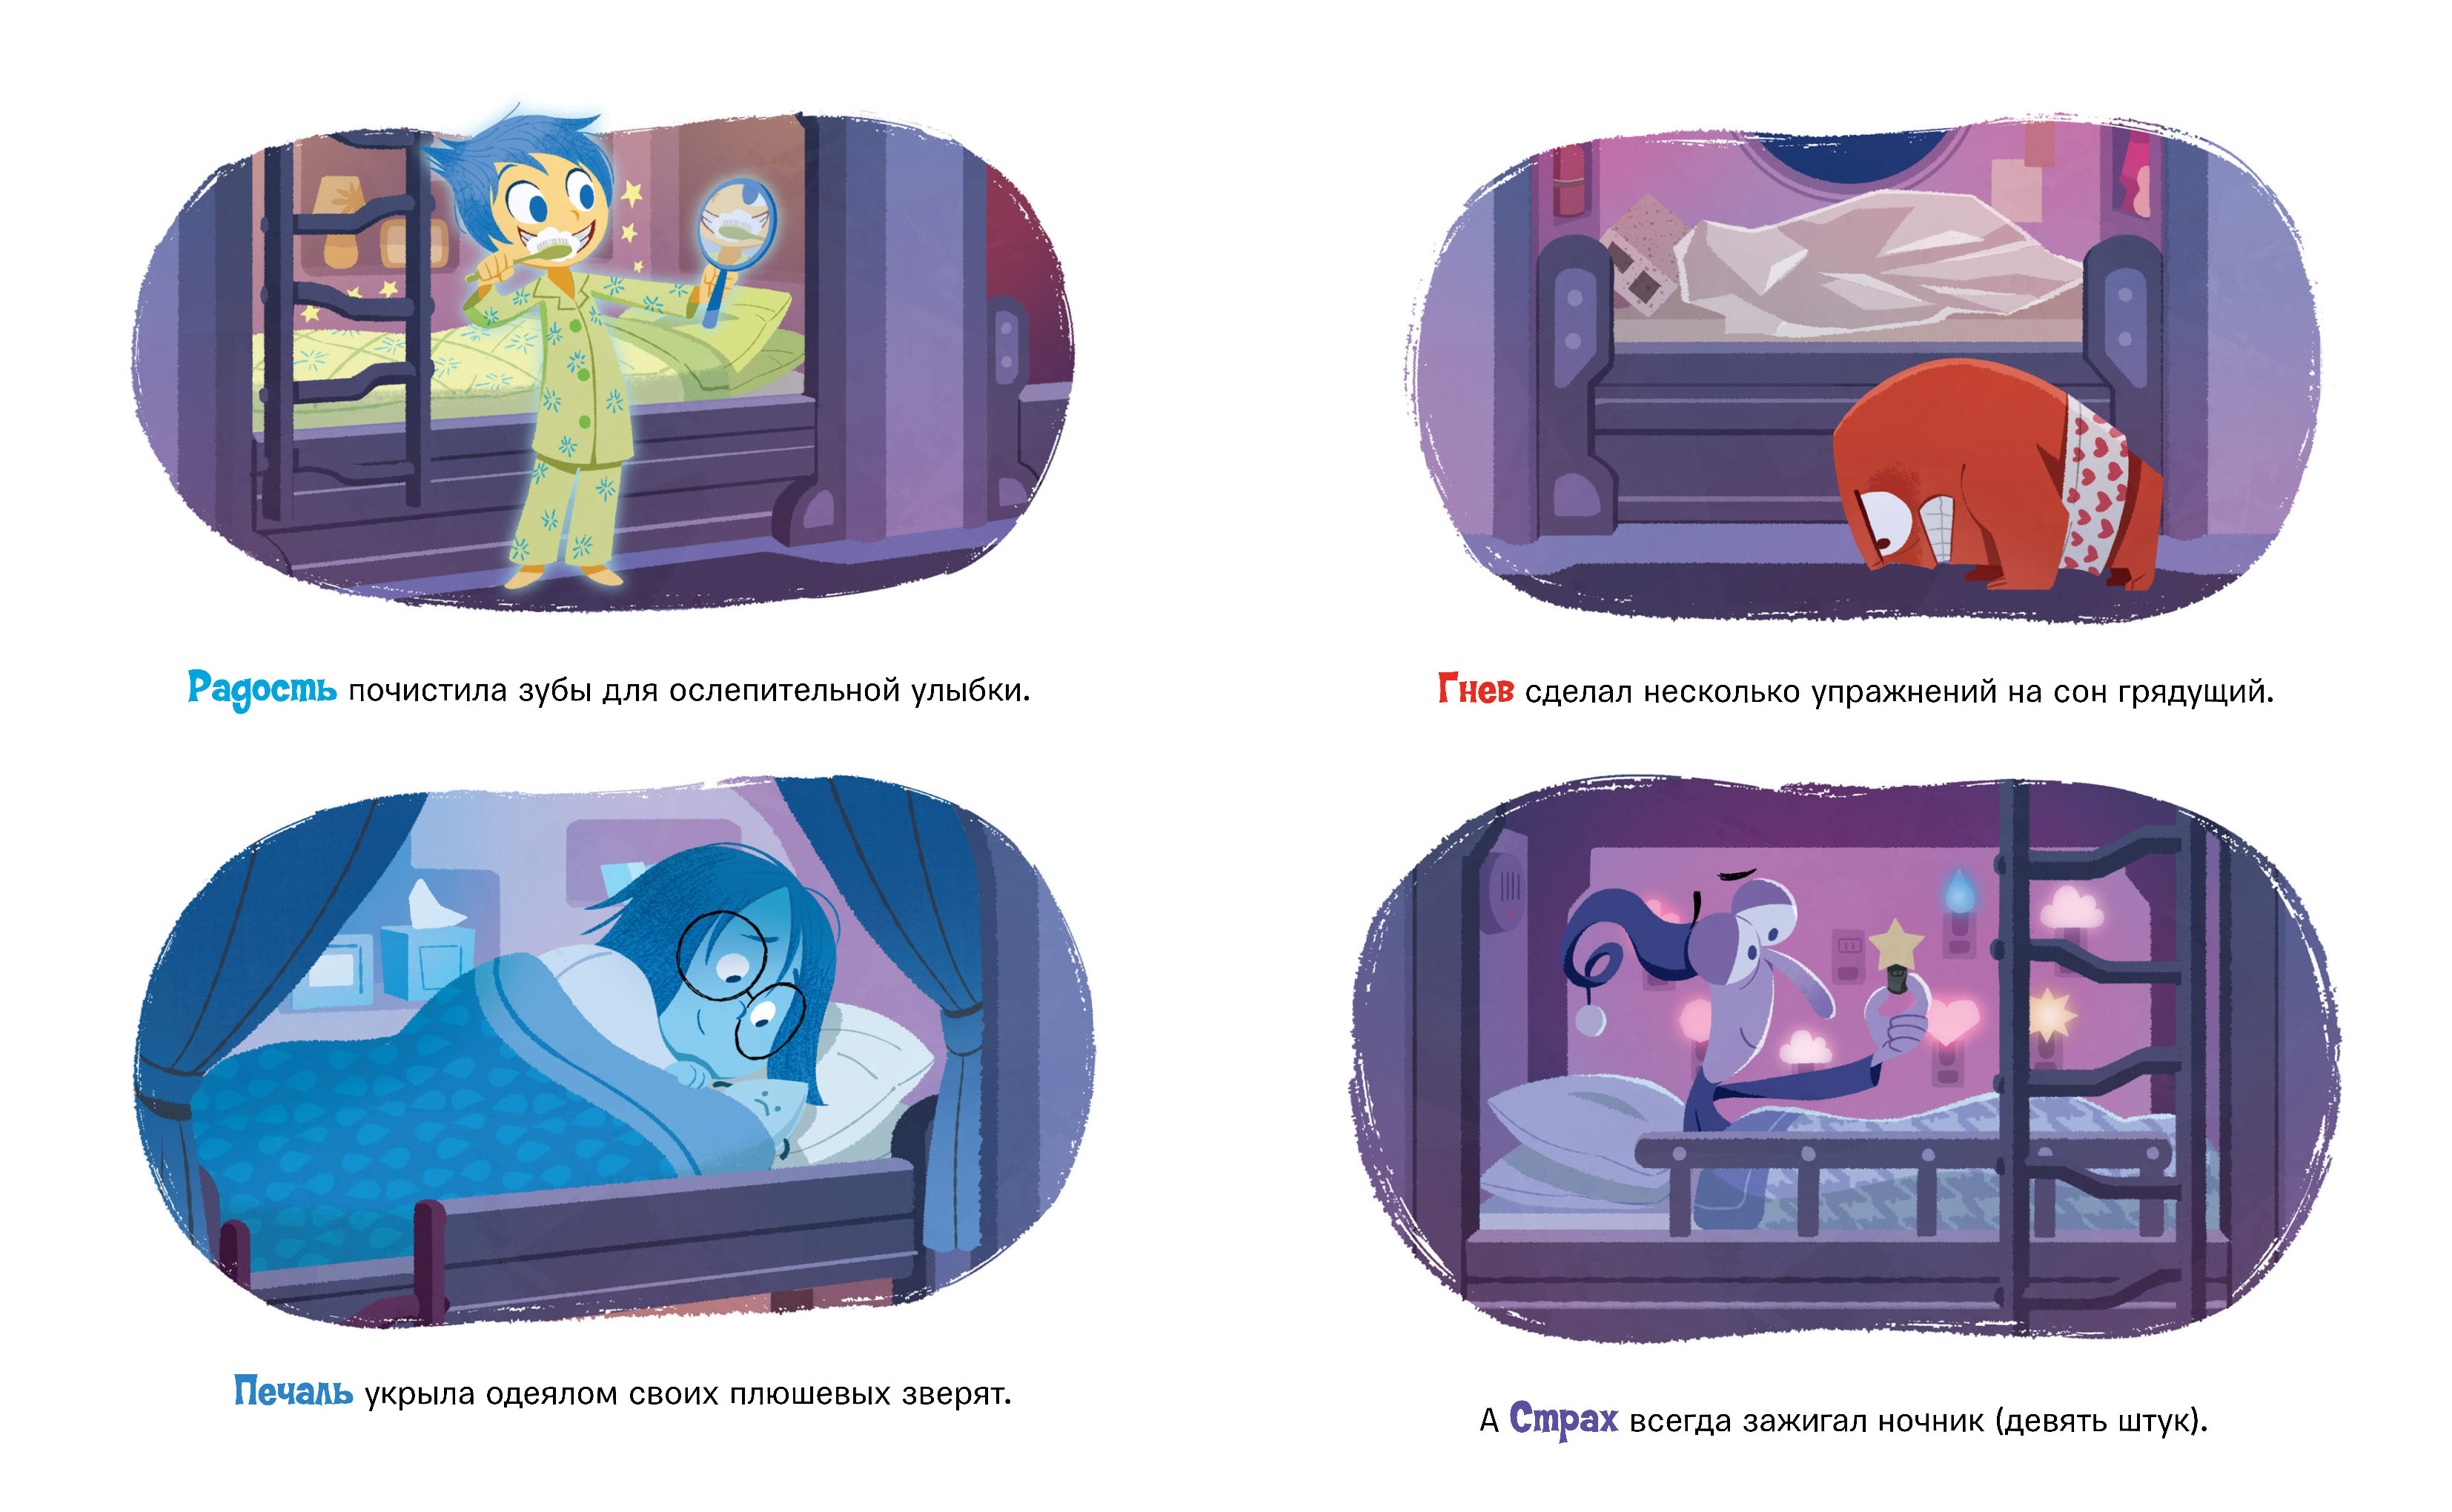 Радость почистила зубы для ослепительной улыбки.
Гнев сделал несколько упражнений на сон грядущий.
Печаль укрыла одеялом своих плюшевых зверят.
А Страх всегда зажигал ночник (девять штук).